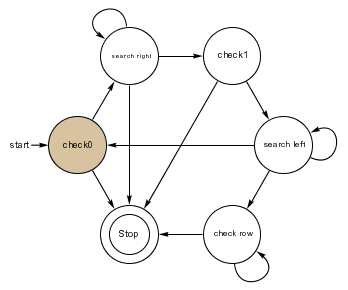 search right
check1
start
check0
search left
Stop
check row